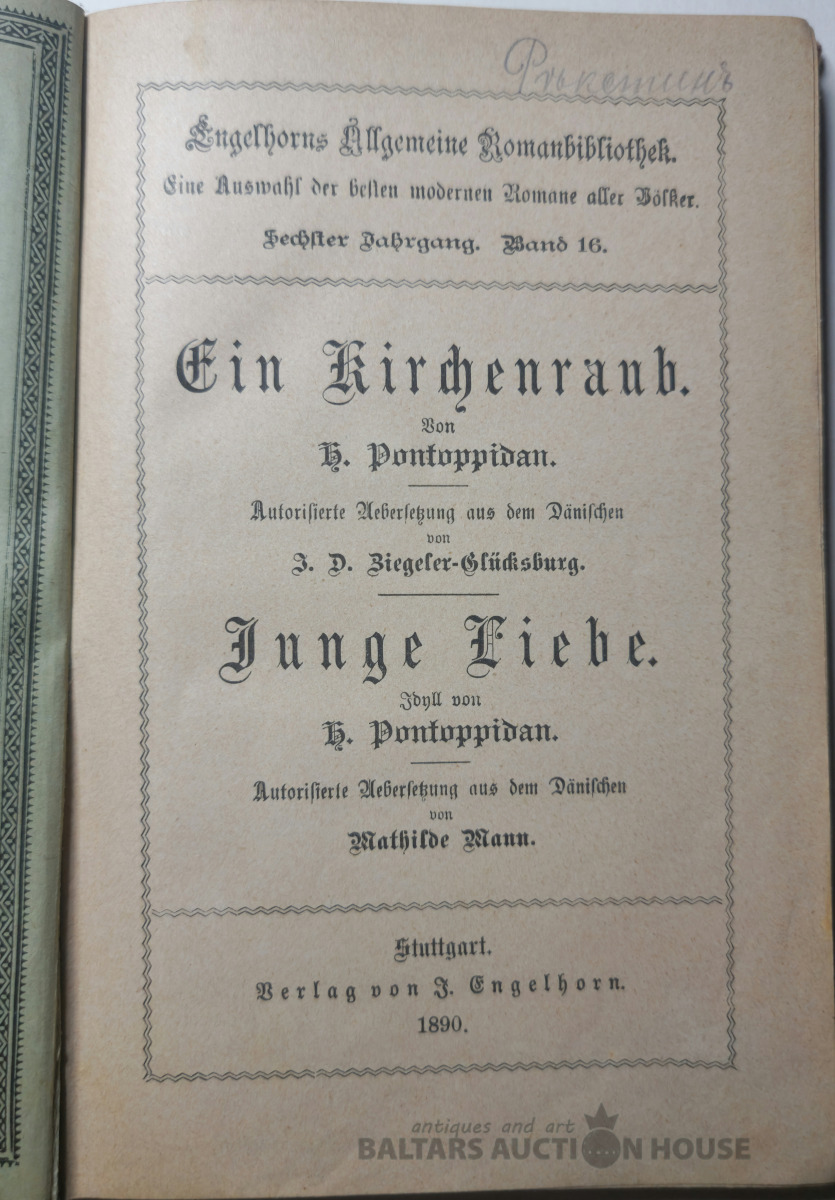 Engelhorns Allgemeine Romanbibliothek.
Eine Auswahl der besten modernen Romane aller Völker.
Sechster Jahrgang. Band 16.
Ein Kirchenraub.
Von
H. Pontoppidan.
Autorisierte Uebersetzung aus dem Dänischen
von
J. D. Ziegeler-Glücksburg.
Junge Liebe.
Idyll von
H. Pontoppidan.
Autorisierte Uebersetzung aus dem Dänischen
von
Mathilde Mann.
Stuttgart.
Verlag von J. Engelhorn.
1890.
antiques and art
BALTARS AUCTION HOUSE